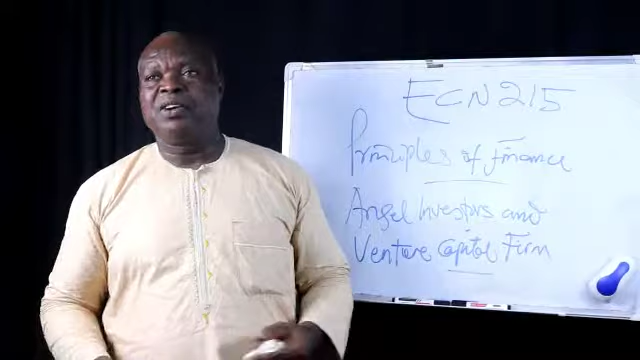 ECN 215
Principles of finance
Angel Investors and
Venture Capital Firm